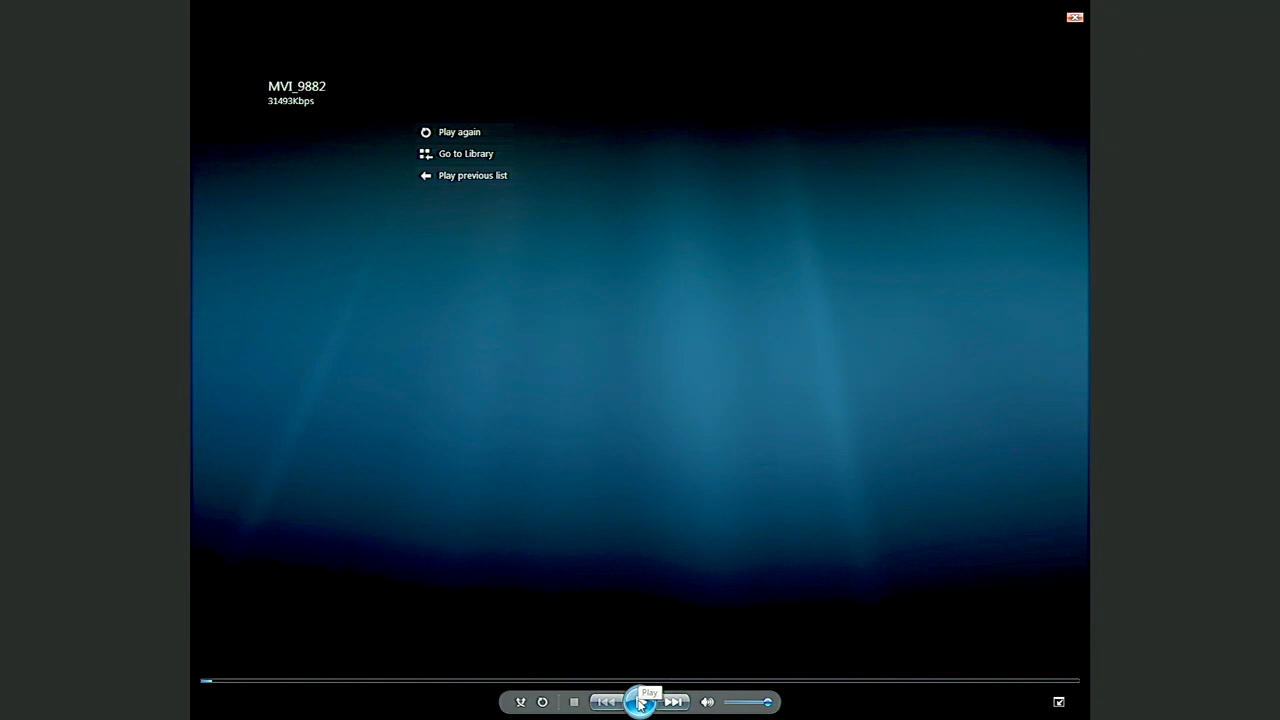 MVI_9882
31493Kbps
Play again
Go to Library
Play previous list
Play